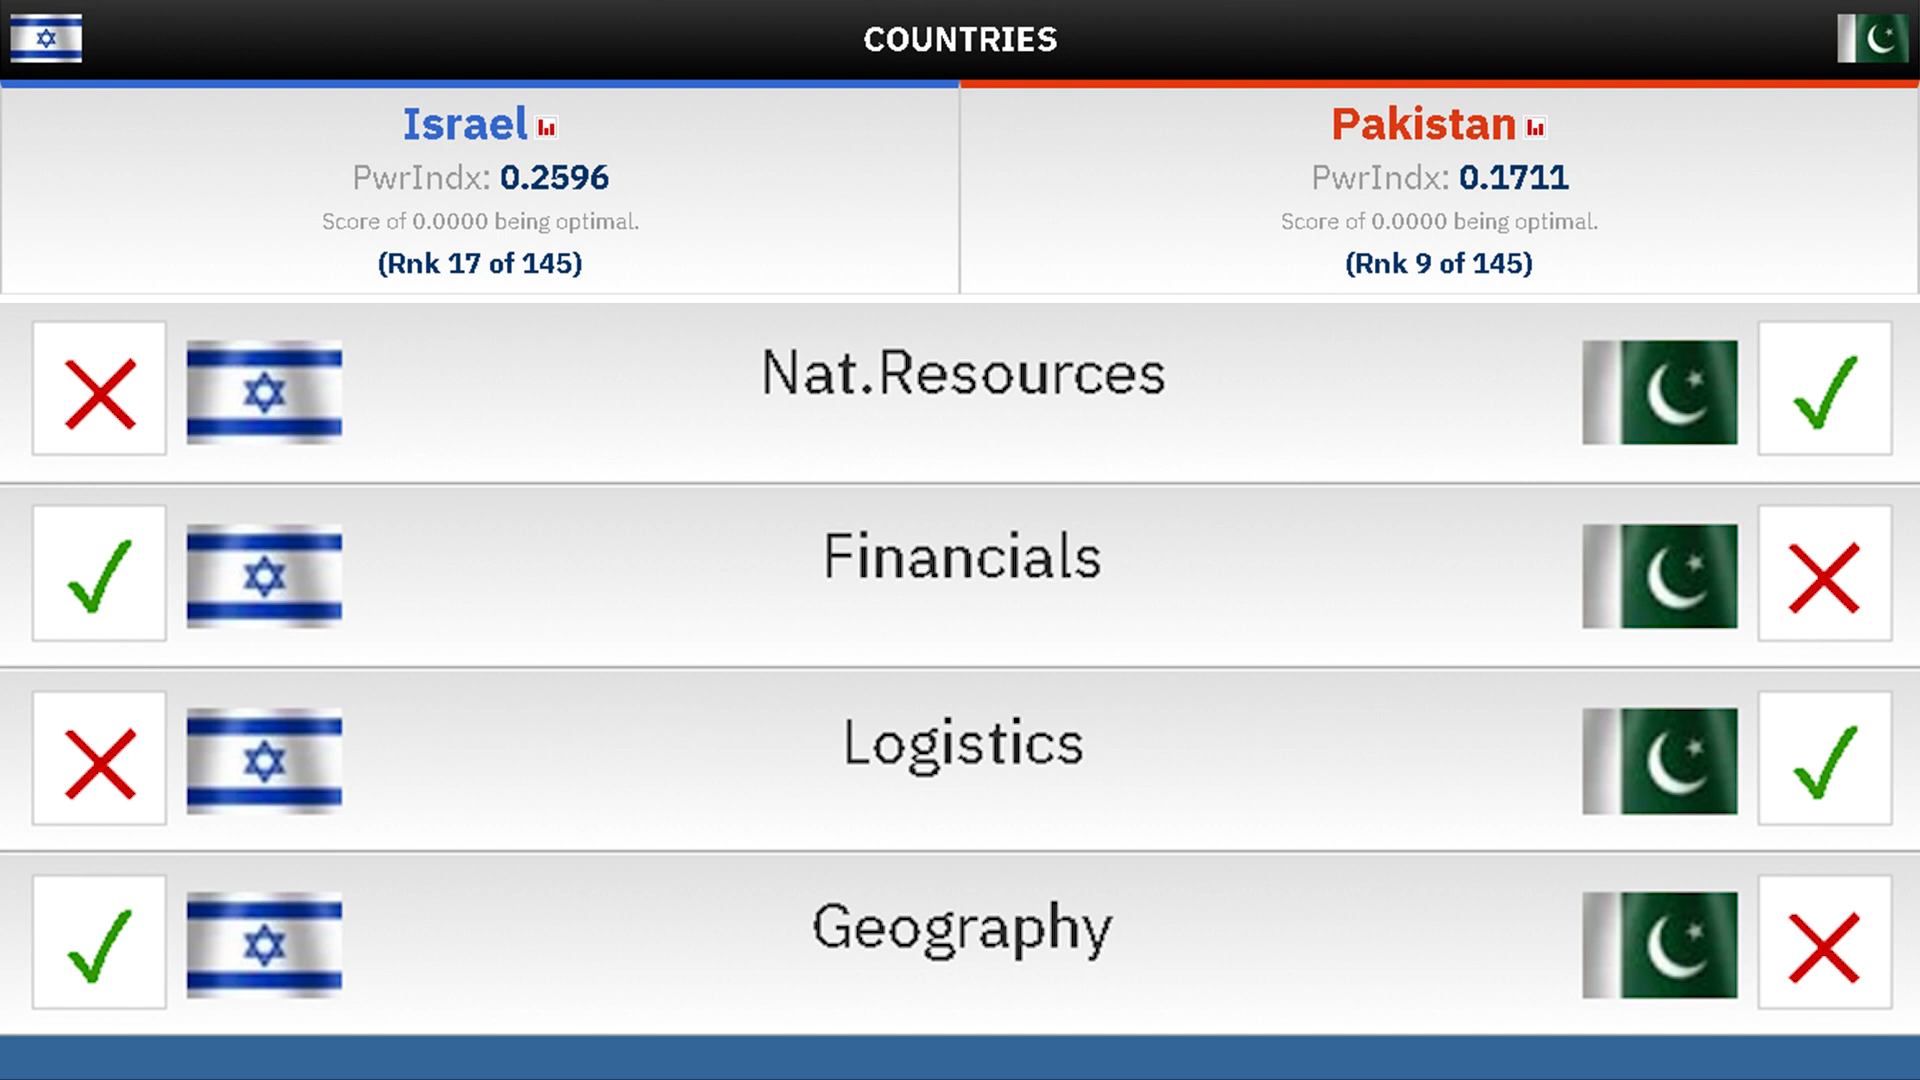 COUNTRIES
Israel
PwrIndx: 0.2596
Score of 0.0000 being optimal.
(Rnk 17 of 145)
Pakistan
PwrIndx: 0.1711
Score of 0.0000 being optimal.
(Rnk 9 of 145)
Nat.Resources
Financials
Logistics
Geography